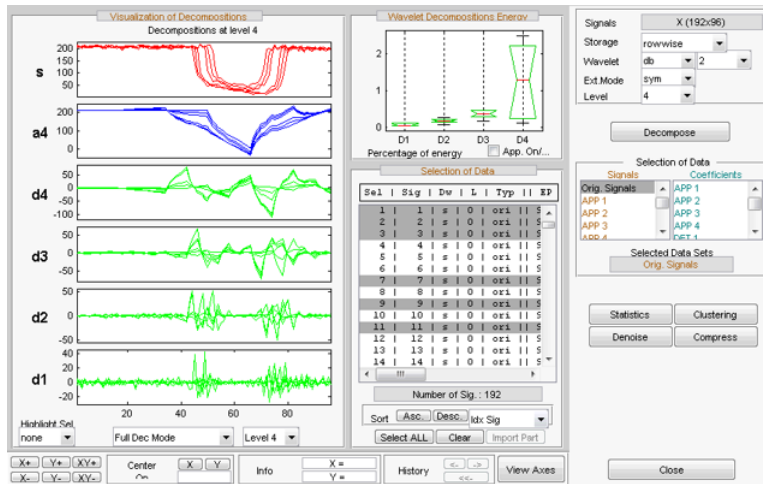 Visualization of Decompositions
Decompositions at level 4
s
200
150
100
50
a4
200
100
0
d4
50
0
-50
-100
d3
50
0
-50
d2
50
0
-50
d1
40
20
0
-20
20 40 60 80
Highlight Sel
none
Full Dec Mode
Level 4
Wavelet Decompositions Energy
2
1
0
D1 D2 D3 D4
Percentage of energy
App. On/...
Selection of Data
Sel | Sig | Dw | L | Typ || EP
1 | 1 | s | 0 | ori || S
2 | 2 | s | 0 | ori || S
3 | 3 | s | 0 | ori || S
4 | 4 | s | 0 | ori || S
5 | 5 | s | 0 | ori || S
6 | 6 | s | 0 | ori || S
7 | 7 | s | 0 | ori || S
8 | 8 | s | 0 | ori || S
9 | 9 | s | 0 | ori || S
10 | 10 | s | 0 | ori || S
11 | 11 | s | 0 | ori || S
12 | 12 | s | 0 | ori || S
13 | 13 | s | 0 | ori || S
14 | 14 | s | 0 | ori || S
Number of Sig. : 192
Sort Asc. Desc. Idx Sig
Select ALL Clear Import Part
Signals X (192x96)
Storage rowwise
Wavelet db 2
Ext.Mode sym
Level 4
Decompose
Selection of Data
Signals Coefficients
Orig. Signals APP 1
APP 1 APP 2
APP 2 APP 3
APP 3 APP 4
APP 4 DET 1
Selected Data Sets
Orig. Signals
Statistics Clustering
Denoise Compress
X+ Y+ XY+
X- Y- XY-
Center On X Y
Info X =
Y =
History <- ->
<<-
View Axes
Close